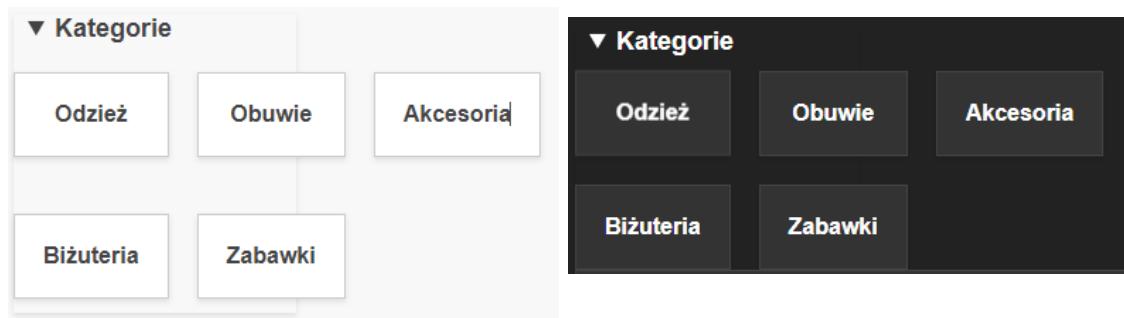 ▼ Kategorie
Odzież Obuwie Akcesoria
Biżuteria Zabawki
▼ Kategorie
Odzież Obuwie Akcesoria
Biżuteria Zabawki